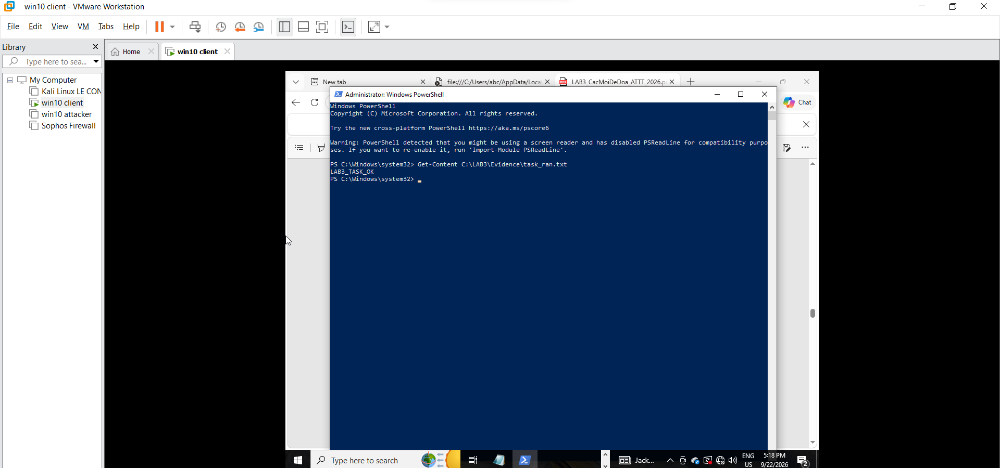 win10 client - VMware Workstation
File Edit View VM Tabs Help
Library
Type here to sea...
Home
win10 client
My Computer
Kali Linux LE CON
win10 client
win10 attacker
Sophos Firewall
New tab
file:///C:/Users/abc/AppData/Loca
LAB3_CacMoiDeDoa_ATTT_2026.p
Chat
Administrator: Windows PowerShell
Windows PowerShell
Copyright (C) Microsoft Corporation. All rights reserved.
Try the new cross-platform PowerShell https://aka.ms/pscore6
Warning: PowerShell detected that you might be using a screen reader and has disabled PSReadLine for compatibility purpo
ses. If you want to re-enable it, run 'Import-Module PSReadLine'.
PS C:\Windows\system32> Get-Content C:\LAB3\Evidence\task_ran.txt
LAB3_TASK_OK
PS C:\Windows\system32>
Type here to search
Jack...
ENG
US
5:18 PM
9/22/2026
2